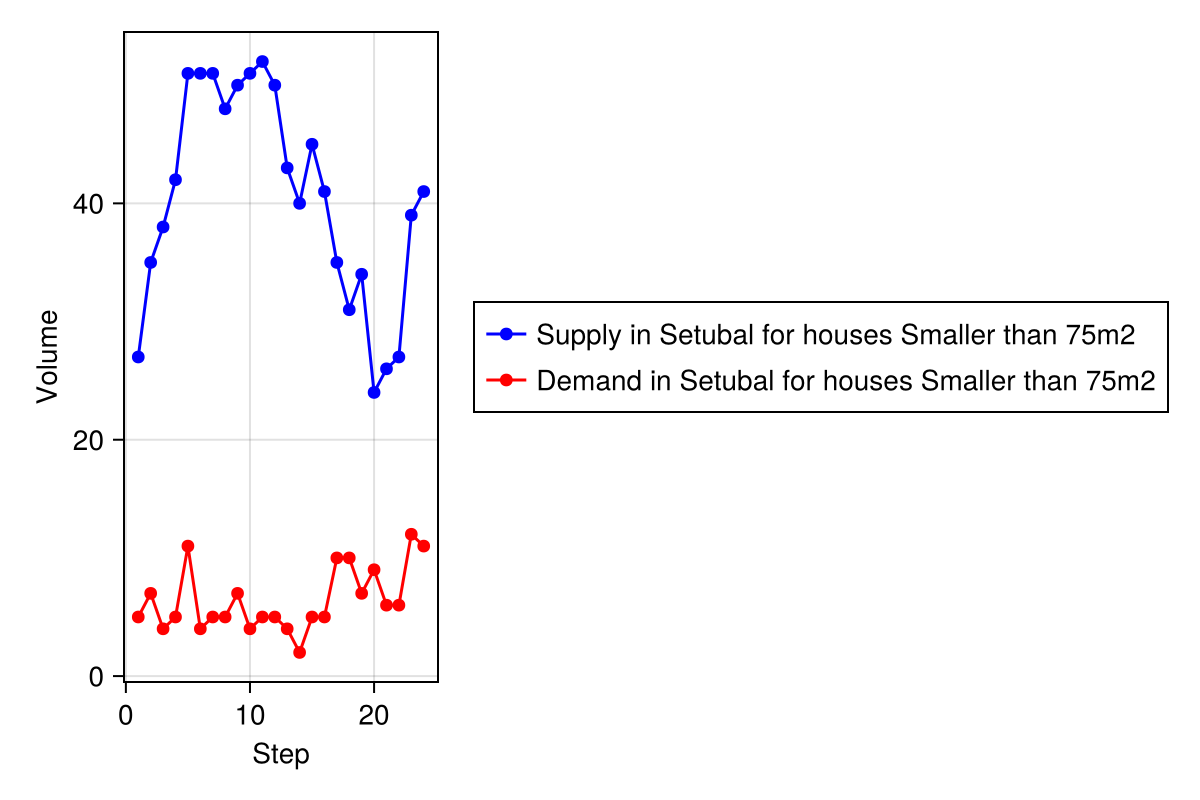 Volume
40
20
0
0 10 20
Step
Supply in Setubal for houses Smaller than 75m2
Demand in Setubal for houses Smaller than 75m2